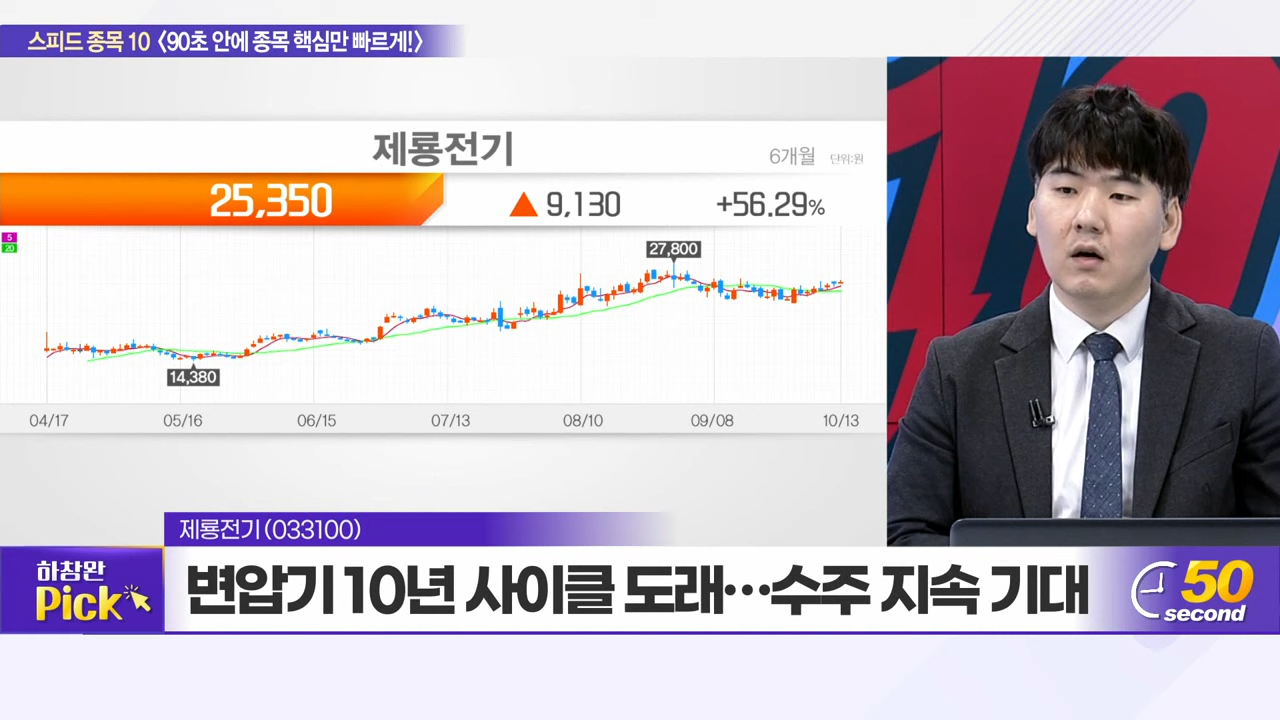 스피드 종목 10 〈90초 안에 종목 핵심만 빠르게!〉
제룡전기
6개월 단위:원
25,350 ▲ 9,130 +56.29%
5
20
27,800
14,380
04/17 05/16 06/15 07/13 08/10 09/08 10/13
제룡전기(033100)
하창완
Pick
변압기 10년 사이클 도래…수주 지속 기대
50
second